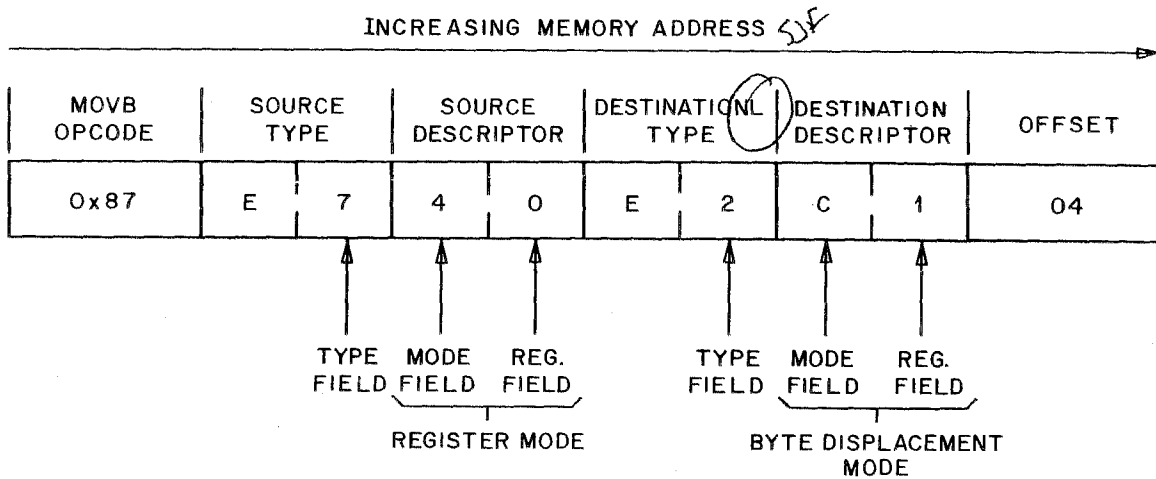 INCREASING MEMORY ADDRESS
MOVB OPCODE
SOURCE TYPE
SOURCE DESCRIPTOR
DESTINATIONL TYPE
DESTINATION DESCRIPTOR
OFFSET
0x87 E 7 4 0 E 2 C 1 04
TYPE FIELD
MODE FIELD
REG. FIELD
TYPE FIELD
MODE FIELD
REG. FIELD
REGISTER MODE
BYTE DISPLACEMENT
MODE